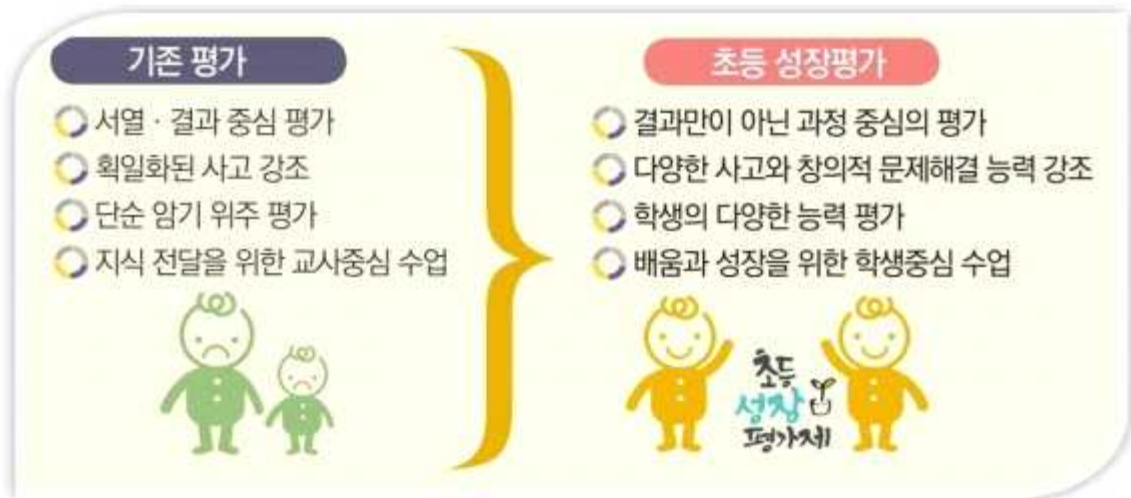 기존 평가
서열 · 결과 중심 평가
획일화된 사고 강조
단순 암기 위주 평가
지식 전달을 위한 교사중심 수업
초등 성장평가
결과만이 아닌 과정 중심의 평가
다양한 사고와 창의적 문제해결 능력 강조
학생의 다양한 능력 평가
배움과 성장을 위한 학생중심 수업
초등
성장
평가제